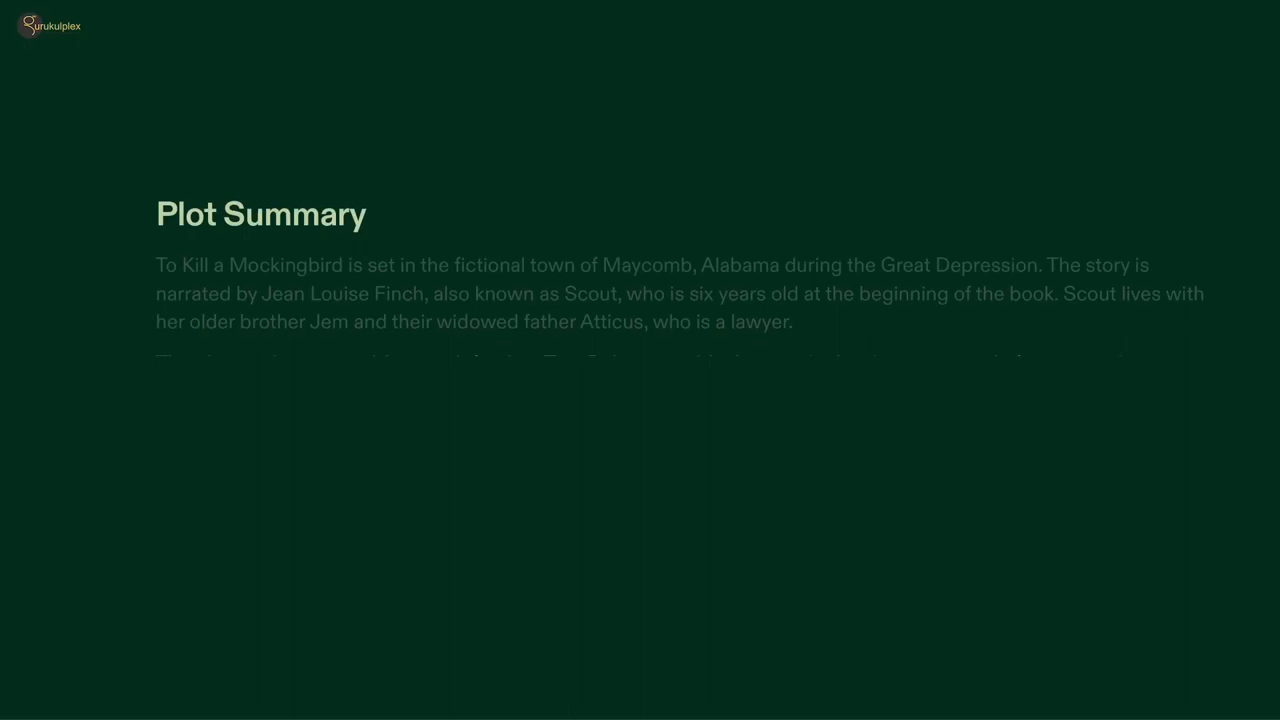 gurukulplex
Plot Summary
To Kill a Mockingbird is set in the fictional town of Maycomb, Alabama during the Great Depression. The story is
narrated by Jean Louise Finch, also known as Scout, who is six years old at the beginning of the book. Scout lives with
her older brother Jem and their widowed father Atticus, who is a lawyer.